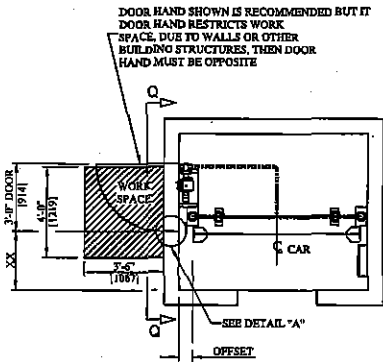 DOOR HAND SHOWN IS RECOMMENDED BUT IF
DOOR HAND RESTRICTS WORK
SPACE, DUE TO WALLS OR OTHER
BUILDING STRUCTURES, THEN DOOR
HAND MUST BE OPPOSITE
Q
3'-0" DOOR
[914]
4'-0"
[1219]
WORK
SPACE
℄ CAR
XX
3'-6"
[1067]
SEE DETAIL "A"
Q
OFFSET